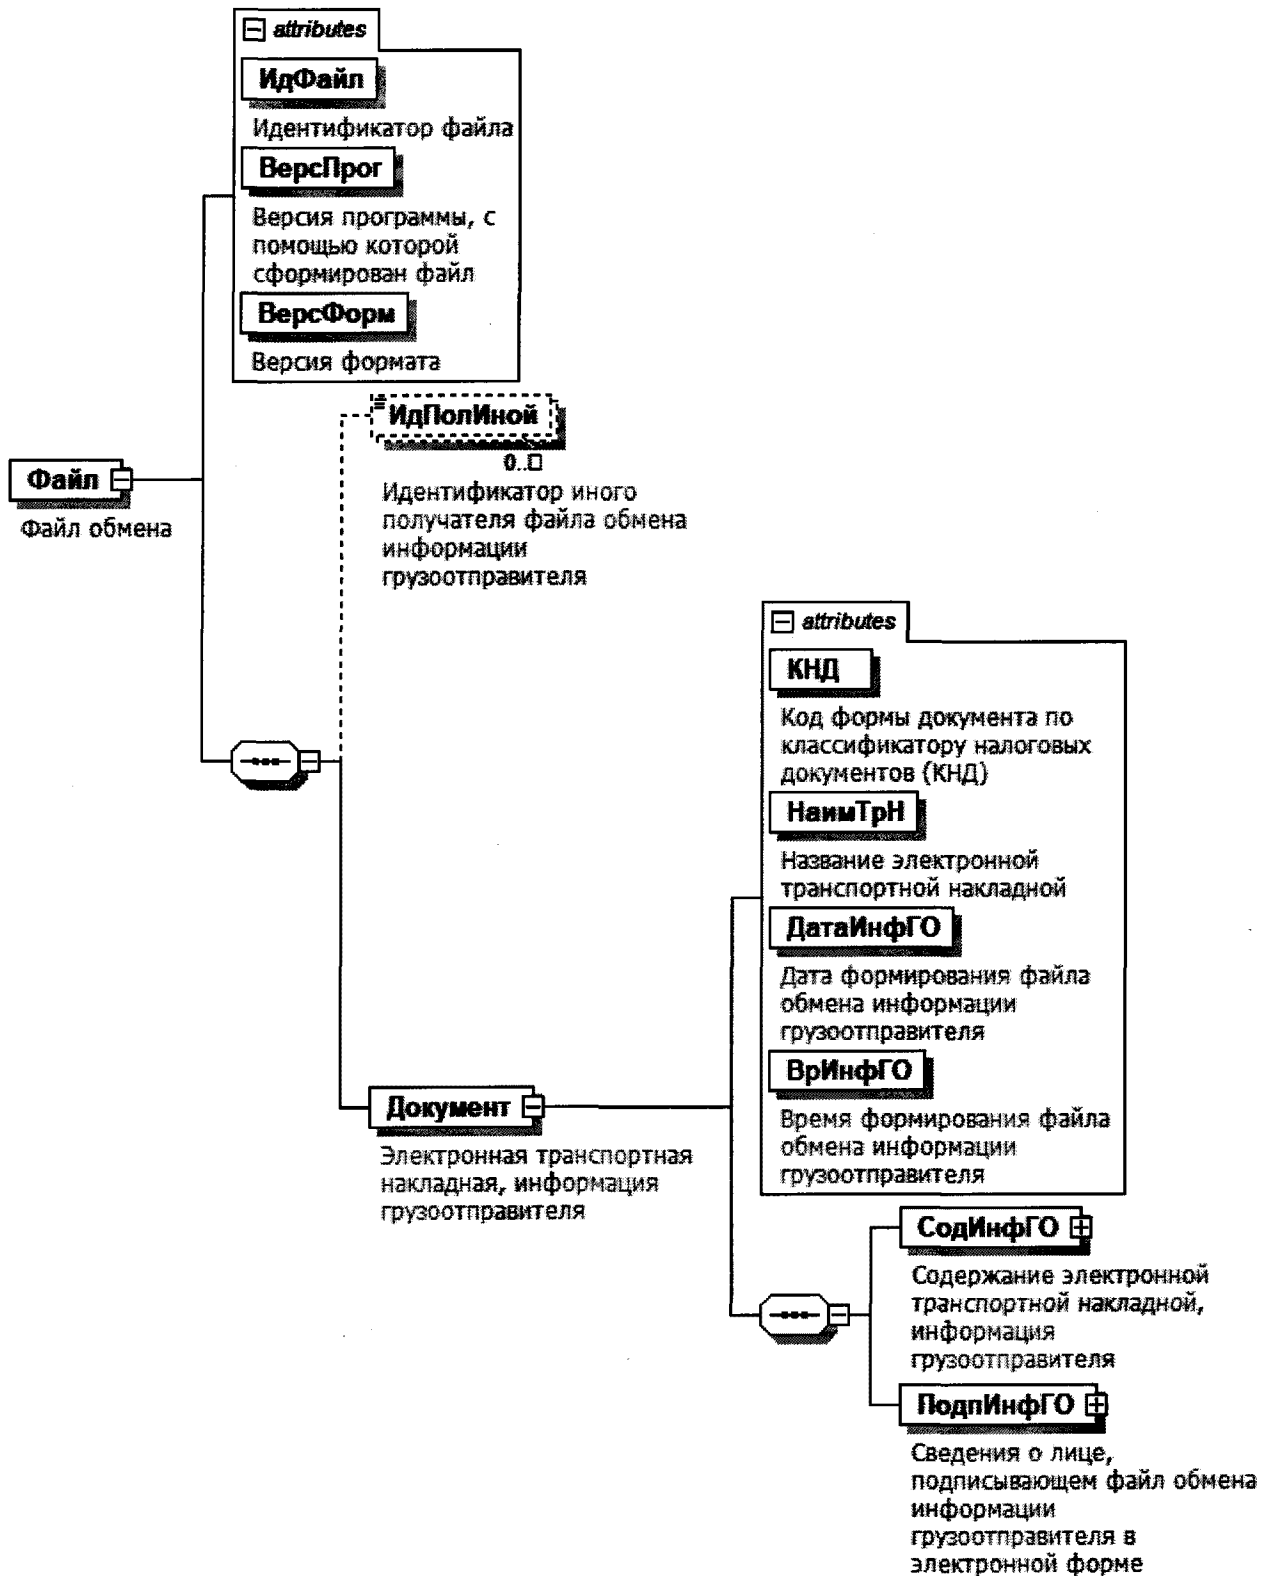 attributes
ИдФайл
Идентификатор файла
ВерсПрог
Версия программы, с
помощью которой
сформирован файл
ВерсФорм
Версия формата
ИдПолИной
0..□
Идентификатор иного
получателя файла обмена
информации
грузоотправителя
Файл
Файл обмена
attributes
КНД
Код формы документа по
классификатору налоговых
документов (КНД)
НаимТрН
Название электронной
транспортной накладной
ДатаИнфГО
Дата формирования файла
обмена информации
грузоотправителя
ВрИнфГО
Время формирования файла
обмена информации
грузоотправителя
Документ
Электронная транспортная
накладная, информация
грузоотправителя
СодИнфГО
Содержание электронной
транспортной накладной,
информация
грузоотправителя
ПодпИнфГО
Сведения о лице,
подписывающем файл обмена
информации
грузоотправителя в
электронной форме